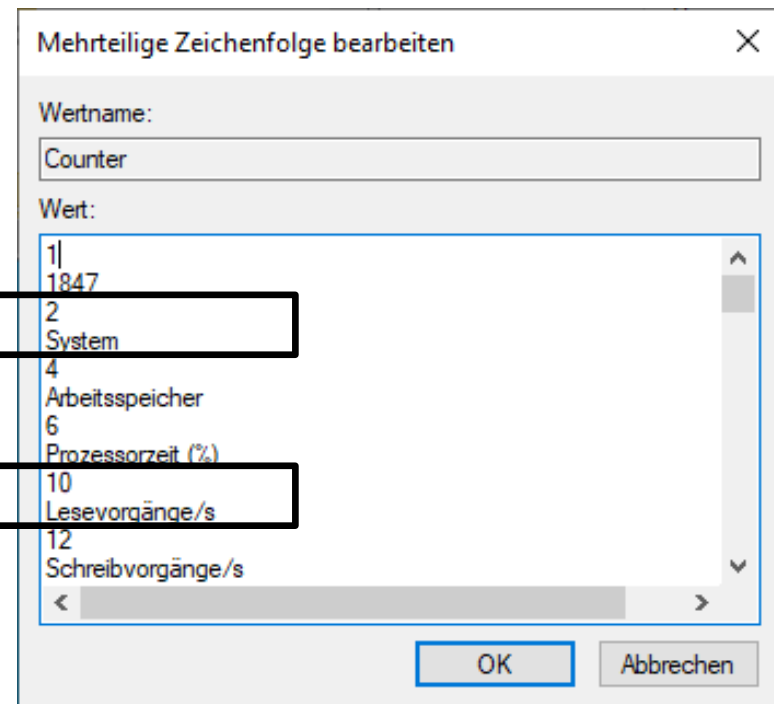 Mehrteilige Zeichenfolge bearbeiten
Wertname:
Counter
Wert:
1
1847
2
System
4
Arbeitsspeicher
6
Prozessorzeit (%)
10
Lesevorgänge/s
12
Schreibvorgänge/s
OK
Abbrechen